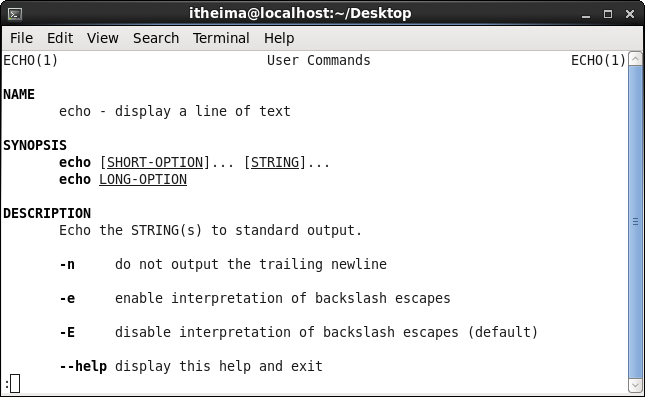 itheima@localhost:~/Desktop
File Edit View Search Terminal Help
ECHO(1) User Commands ECHO(1)
NAME
echo - display a line of text
SYNOPSIS
echo [SHORT-OPTION]... [STRING]...
echo LONG-OPTION
DESCRIPTION
Echo the STRING(s) to standard output.
-n do not output the trailing newline
-e enable interpretation of backslash escapes
-E disable interpretation of backslash escapes (default)
--help display this help and exit
: